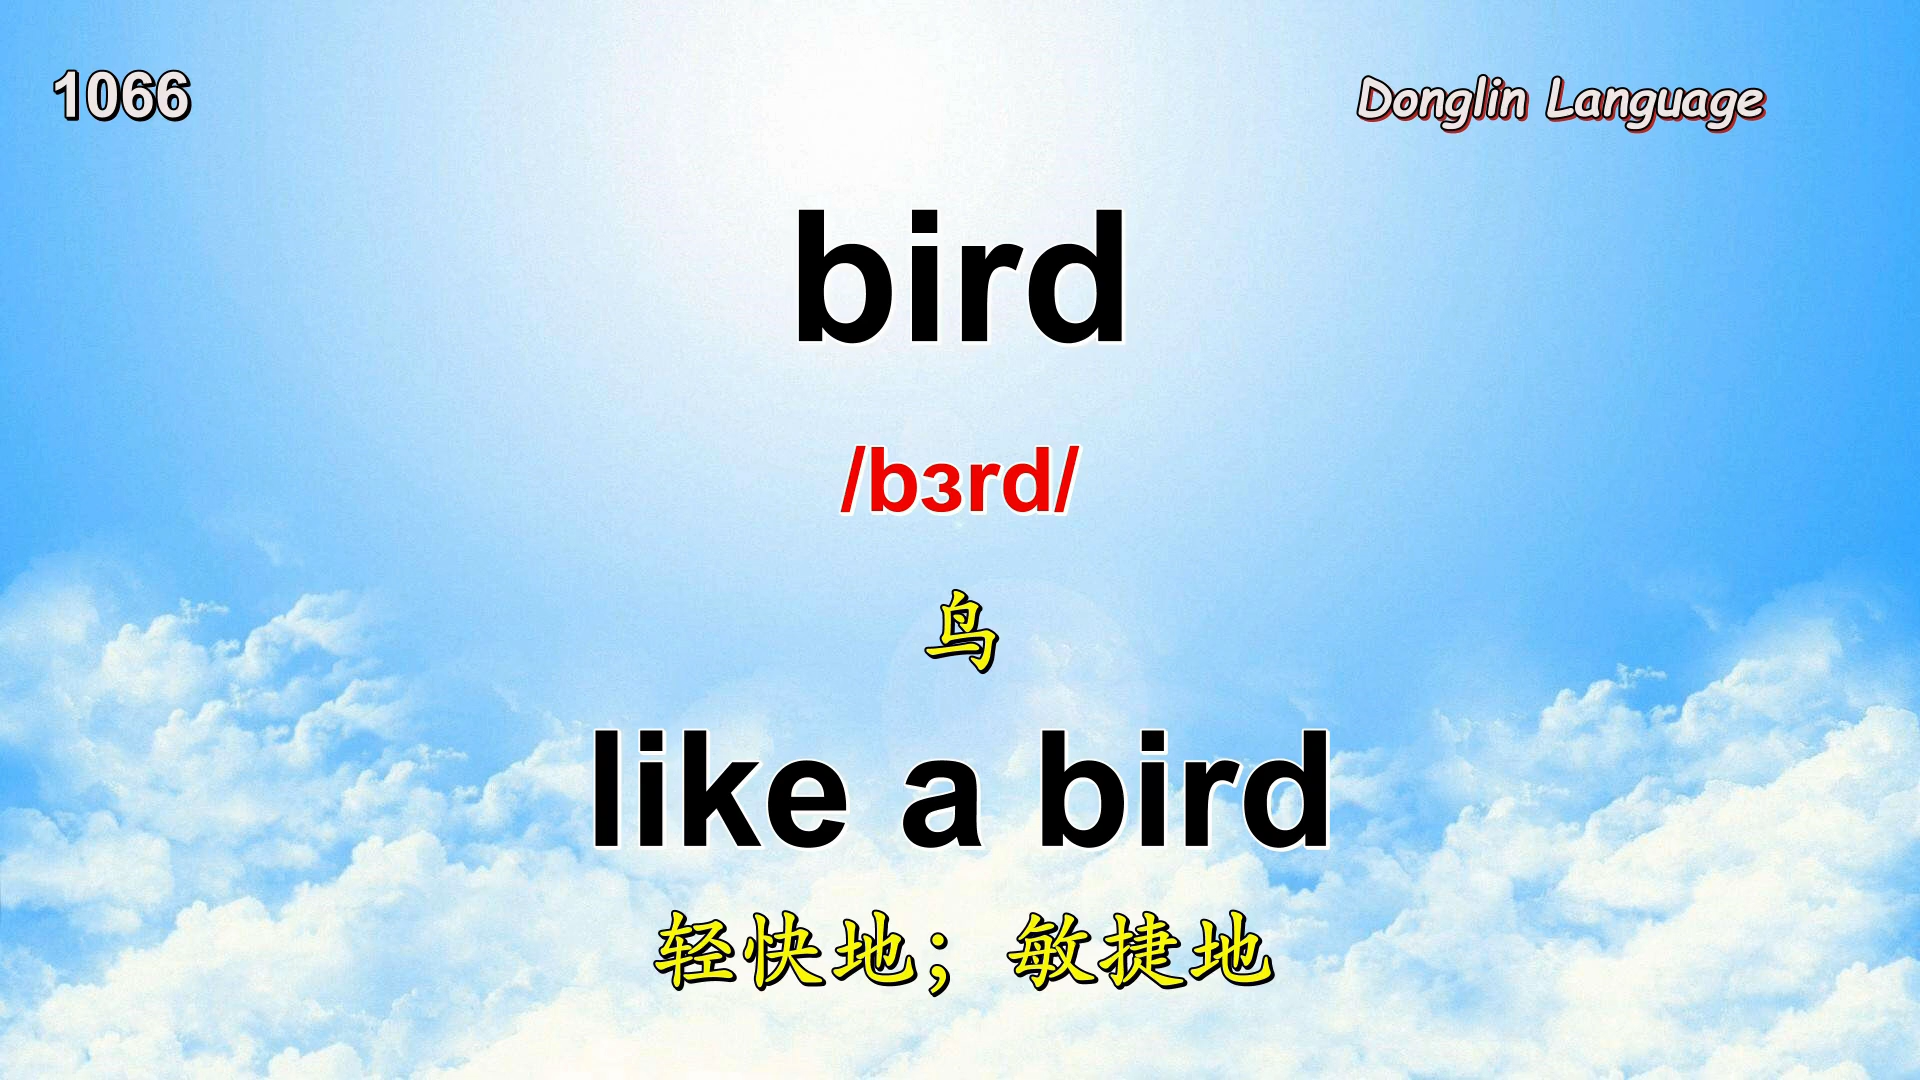 1066
Donglin Language
bird
/bɜrd/
鸟
like a bird
轻快地；敏捷地